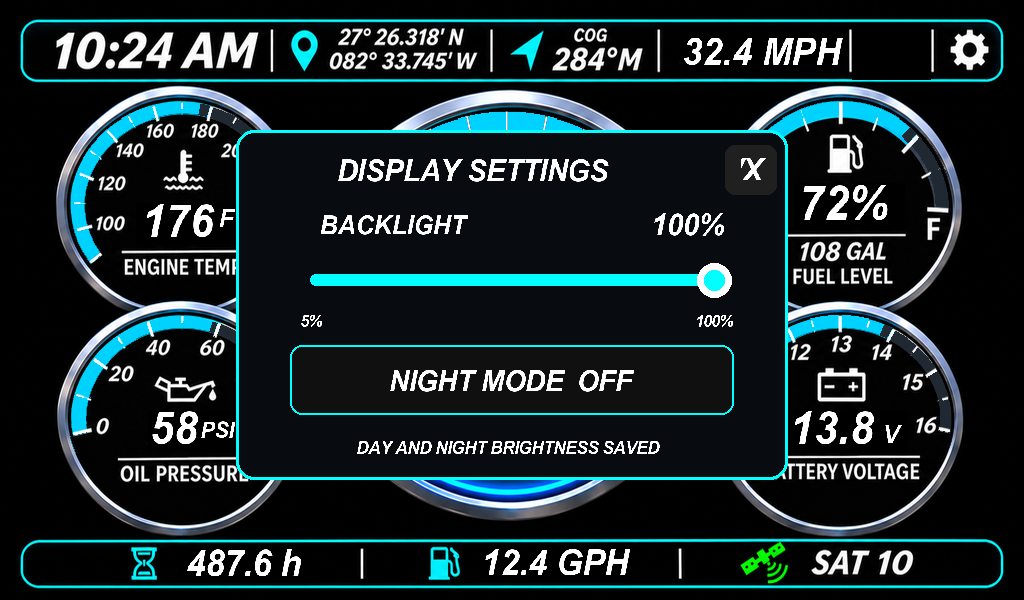 10:24 AM
27° 26.318' N
082° 33.745' W
COG
284°M
32.4 MPH
160 180
140 20
120
100
176 F
ENGINE TEMP
DISPLAY SETTINGS
X
BACKLIGHT 100%
5% 100%
NIGHT MODE OFF
DAY AND NIGHT BRIGHTNESS SAVED
72%
F
108 GAL
FUEL LEVEL
40 60
20
0
58 PSI
OIL PRESSURE
12 13 14
15
16
13.8 V
ATTERY VOLTAGE
487.6 h
12.4 GPH
SAT 10